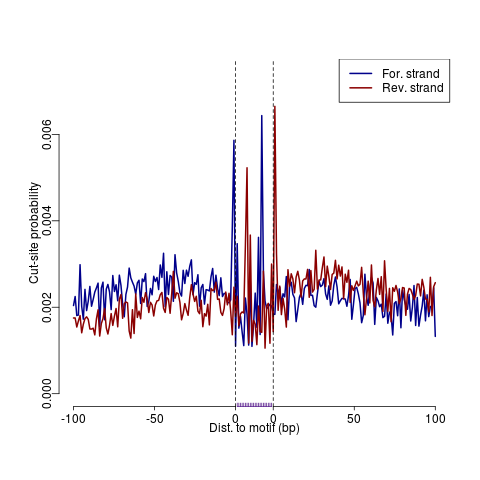 For. strand
Rev. strand
Cut-site probability
0.006
0.004
0.002
0.000
-100 -50 0 0 50 100
Dist. to motif (bp)